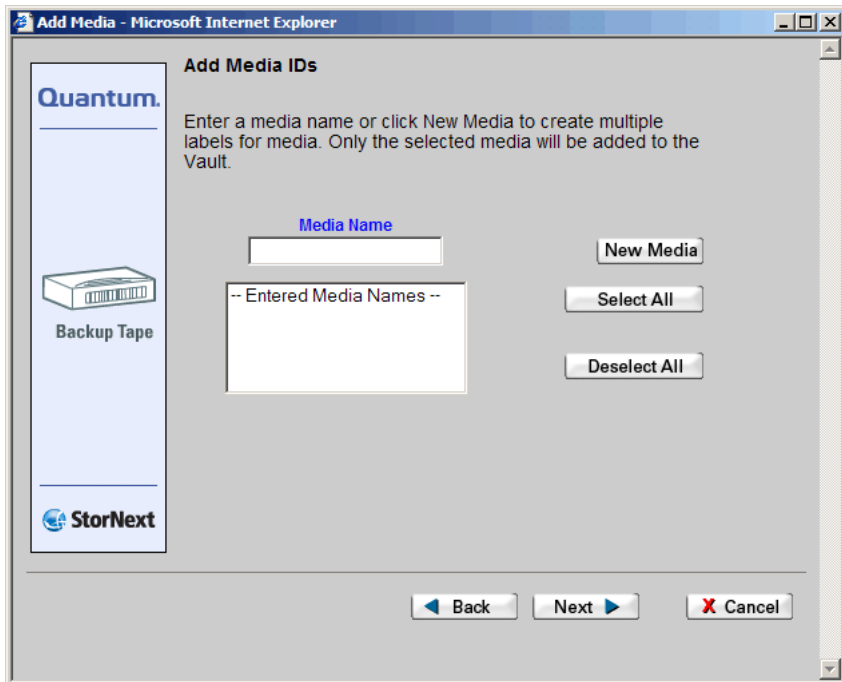 Add Media - Microsoft Internet Explorer
Quantum.
Add Media IDs
Enter a media name or click New Media to create multiple
labels for media. Only the selected media will be added to the
Vault.
Media Name
New Media
-- Entered Media Names --
Select All
Backup Tape
Deselect All
StorNext
Back
Next
X Cancel